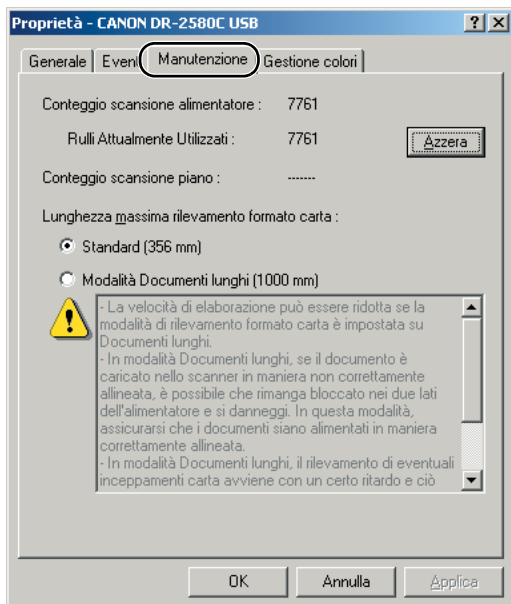 Proprietà - CANON DR-2580C USB
Generale Eventi Manutenzione Gestione colori
Conteggio scansione alimentatore : 7761
Rulli Attualmente Utilizzati : 7761 Azzera
Conteggio scansione piano : -------
Lunghezza massima rilevamento formato carta :
Standard (356 mm)
Modalità Documenti lunghi (1000 mm)
- La velocità di elaborazione può essere ridotta se la
modalità di rilevamento formato carta è impostata su
Documenti lunghi.
- In modalità Documenti lunghi, se il documento è
caricato nello scanner in maniera non correttamente
allineata, è possibile che rimanga bloccato nei due lati
dell'alimentatore e si danneggi. In questa modalità,
assicurarsi che i documenti siano alimentati in maniera
correttamente allineata.
- In modalità Documenti lunghi, il rilevamento di eventuali
inceppamenti carta avviene con un certo ritardo e ciò
OK Annulla Applica